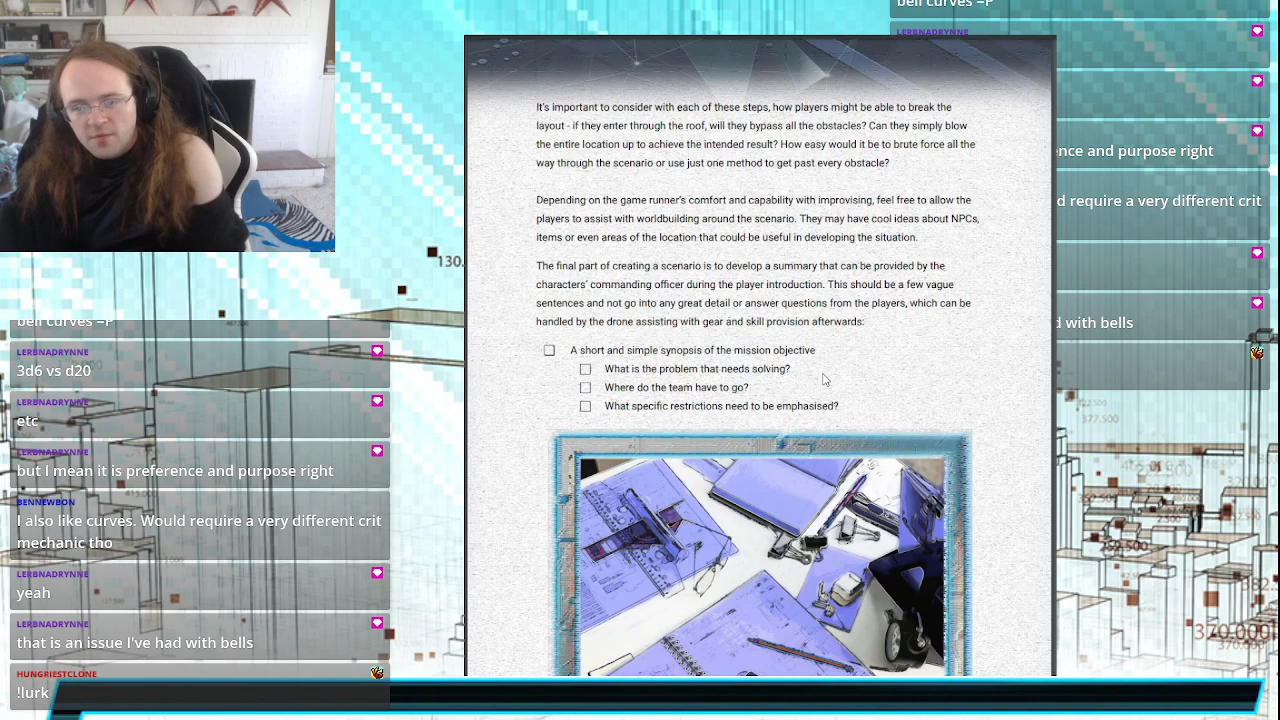 bell curves =P
LERBNADRYNNE
3d6 vs d20
LERBNADRYNNE
etc
LERBNADRYNNE
but I mean it is preference and purpose right
BENNEWBON
I also like curves. Would require a very different crit
mechanic tho
LERBNADRYNNE
yeah
LERBNADRYNNE
that is an issue I've had with bells
HUNGRIESTCLONE
!lurk
130.
It's important to consider with each of these steps, how players might be able to break the
layout - if they enter through the roof, will they bypass all the obstacles? Can they simply blow
the entire location up to achieve the intended result? How easy would it be to brute force all the
way through the scenario or use just one method to get past every obstacle?
Depending on the game runner's comfort and capability with improvising, feel free to allow the
players to assist with worldbuilding around the scenario. They may have cool ideas about NPCs,
items or even areas of the location that could be useful in developing the situation.
The final part of creating a scenario is to develop a summary that can be provided by the
characters' commanding officer during the player introduction. This should be a few vague
sentences and not go into any great detail or answer questions from the players, which can be
handled by the drone assisting with gear and skill provision afterwards:
A short and simple synopsis of the mission objective
What is the problem that needs solving?
Where do the team have to go?
What specific restrictions need to be emphasised?
bell curves =P
LERBNADRYNNE
ence and purpose right
d require a very different crit
d with bells
377.500
370.000